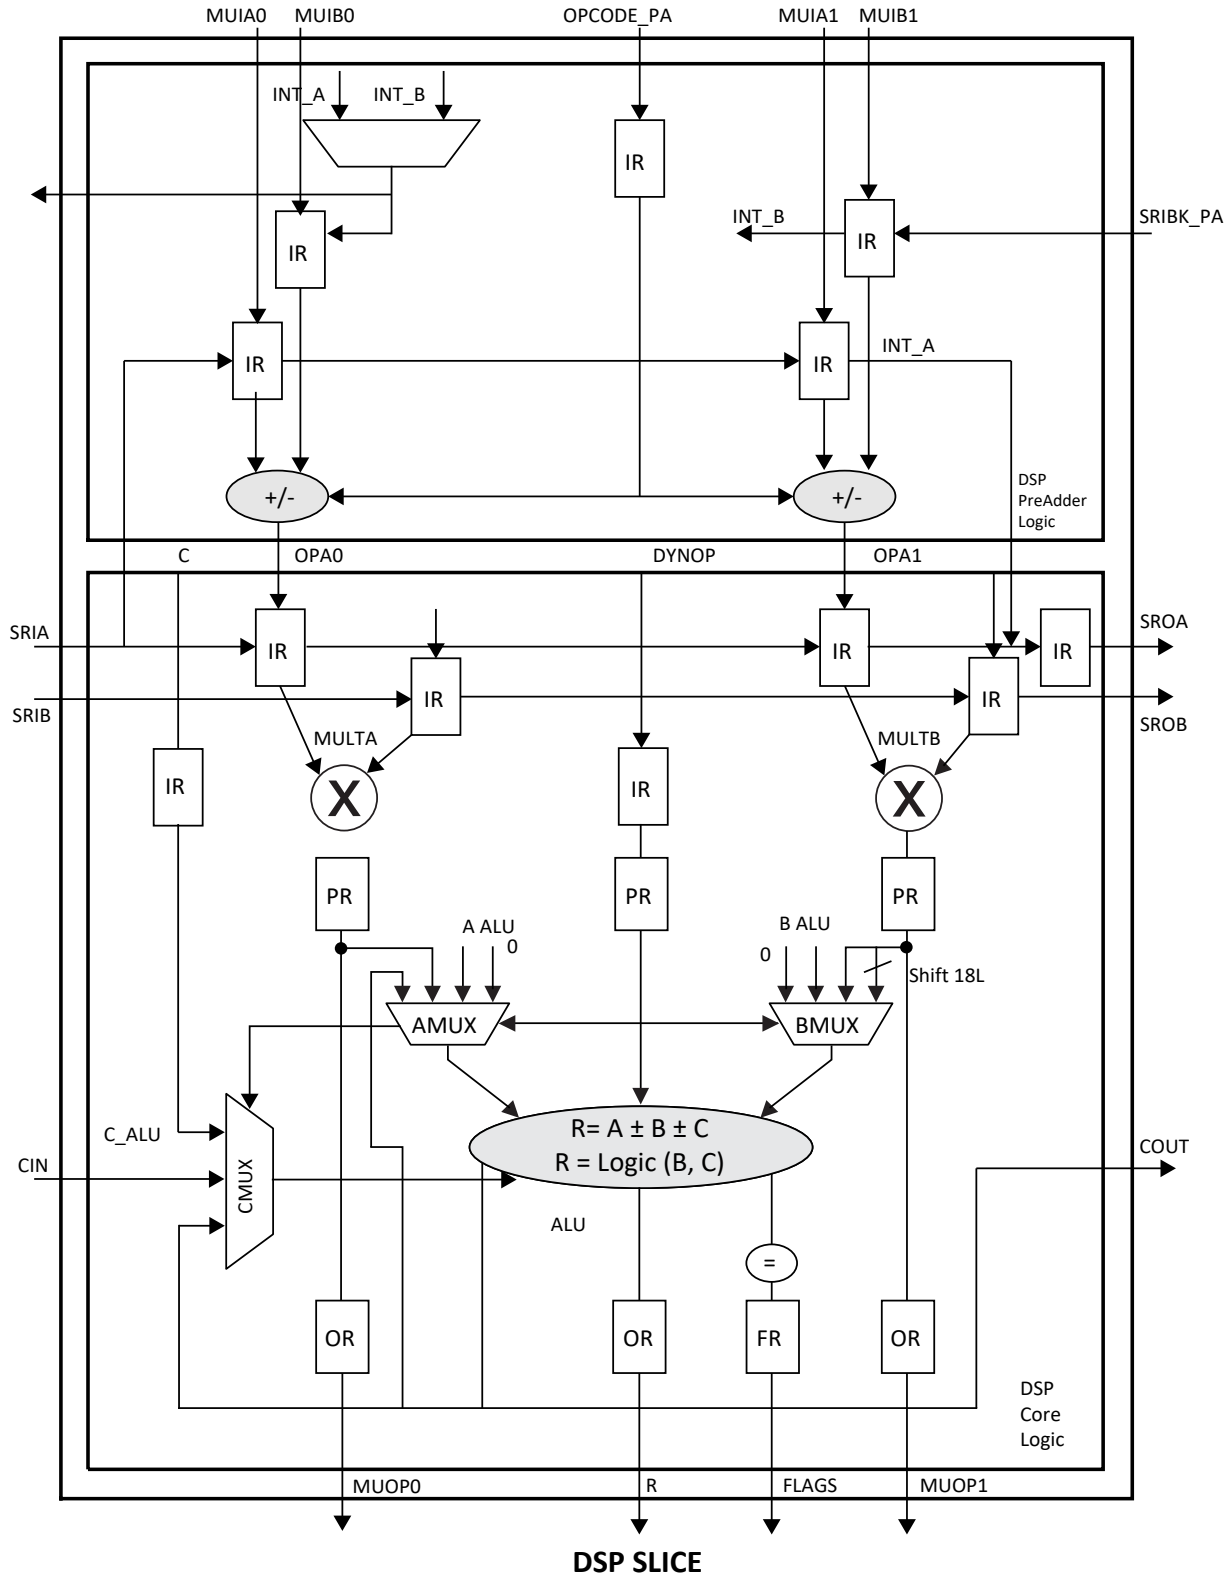 MUIA0
MUIB0
OPCODE_PA
MUIA1
MUIB1
INT_A
INT_B
IR
IR
INT_B
IR
SRIBK_PA
IR
IR
INT_A
IR
+/-
+/-
DSP
PreAdder
Logic
C
OPA0
DYNOP
OPA1
SRIA
IR
IR
IR
SROA
SRIB
IR
IR
SROB
MULTA
MULTB
IR
X
IR
X
PR
PR
PR
A ALU
0
B ALU
0
Shift 18L
AMUX
BMUX
R= A ± B ± C
R = Logic (B, C)
C_ALU
CIN
CMUX
COUT
ALU
=
OR
OR
FR
OR
DSP
Core
Logic
MUOP0
R
FLAGS
MUOP1
DSP SLICE